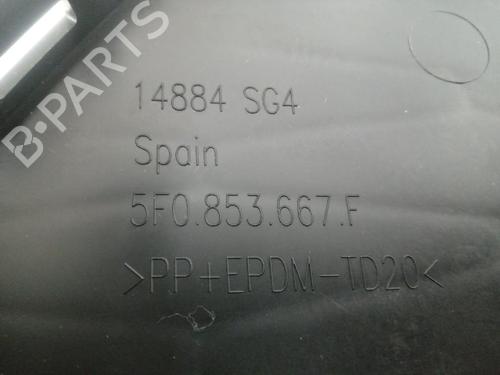 B-PARTS
14884 SG4
Spain
5F0.853.667.F
>PP+EPDM-TD20<